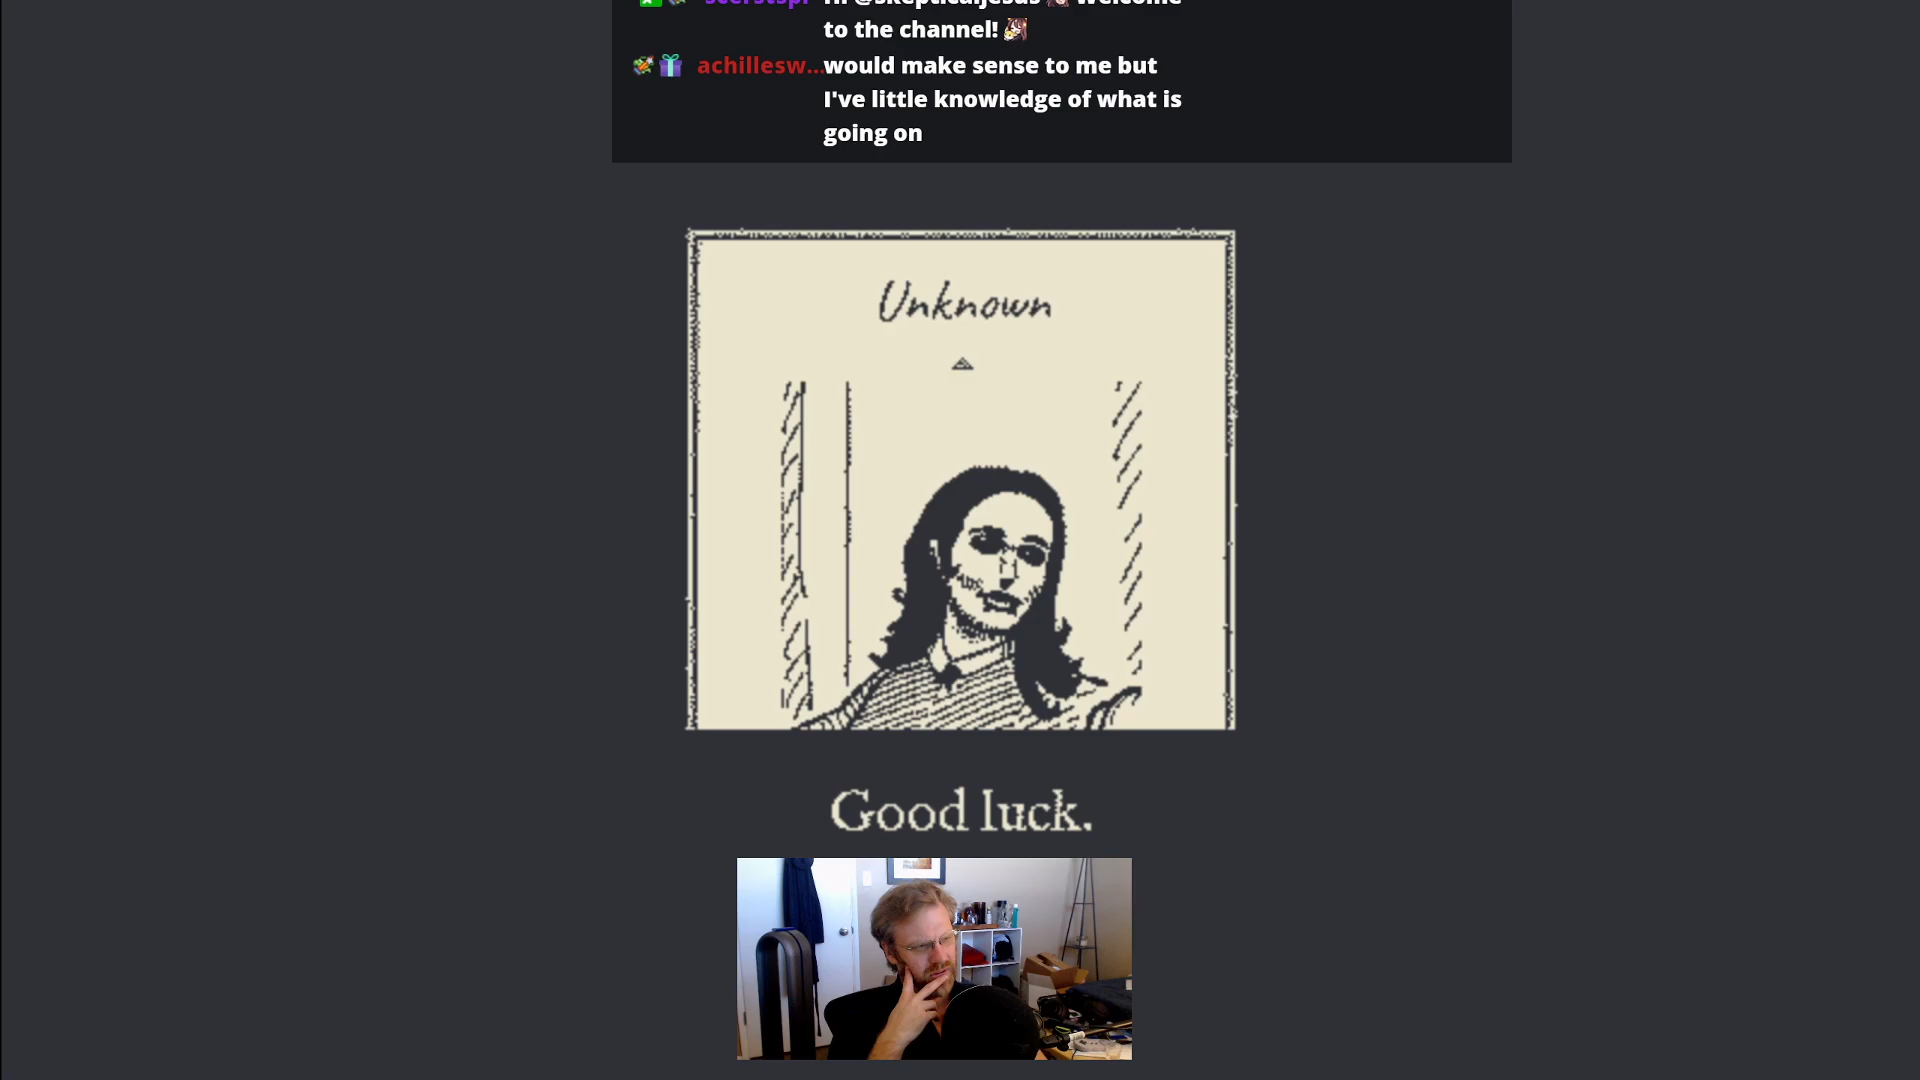 to the channel!
achillesw... would make sense to me but
I've little knowledge of what is
going on
Unknown
Good luck.